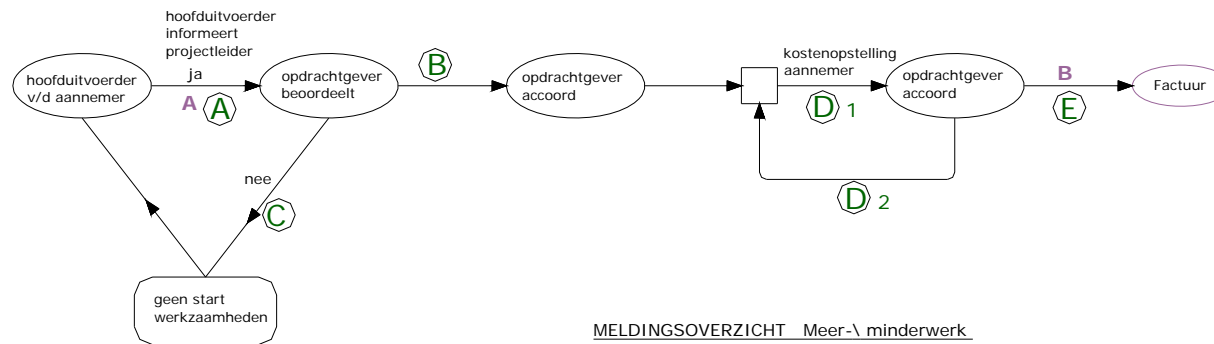 hoofduitvoerder
informeert
projectleider
ja
hoofduitvoerder
v/d aannemer
A
A
opdrachtgever
beoordeelt
B
opdrachtgever
accoord
kostenopstelling
aannemer
D 1
opdrachtgever
accoord
B
E
Factuur
nee
C
D 2
geen start
werkzaamheden
MELDINGSOVERZICHT Meer-\ minderwerk